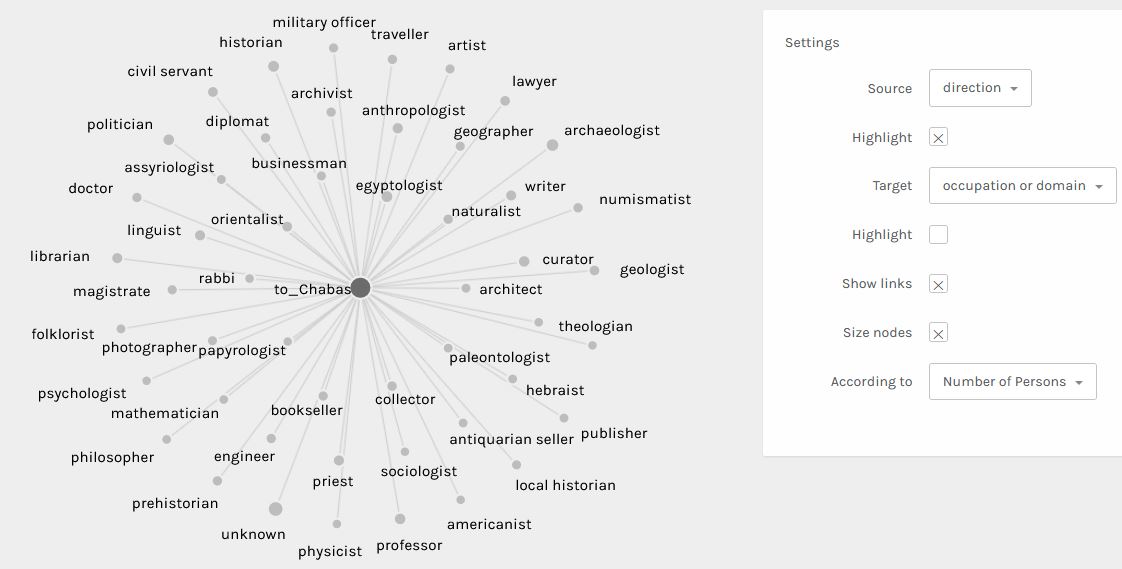 military officer
historian
traveller
artist
civil servant
lawyer
archivist
anthropologist
politician
diplomat
geographer
archaeologist
assyriologist
businessman
doctor
egyptologist
writer
numismatist
orientalist
naturalist
linguist
librarian
curator
geologist
rabbi
magistrate
to_Chabas
architect
folklorist
theologian
photographer
papyrologist
paleontologist
psychologist
hebraist
mathematician
bookseller
collector
philosopher
engineer
antiquarian seller
publisher
priest
sociologist
local historian
prehistorian
unknown
americanist
physicist
professor
Settings
Source direction
Highlight
Target occupation or domain
Highlight
Show links
Size nodes
According to Number of Persons